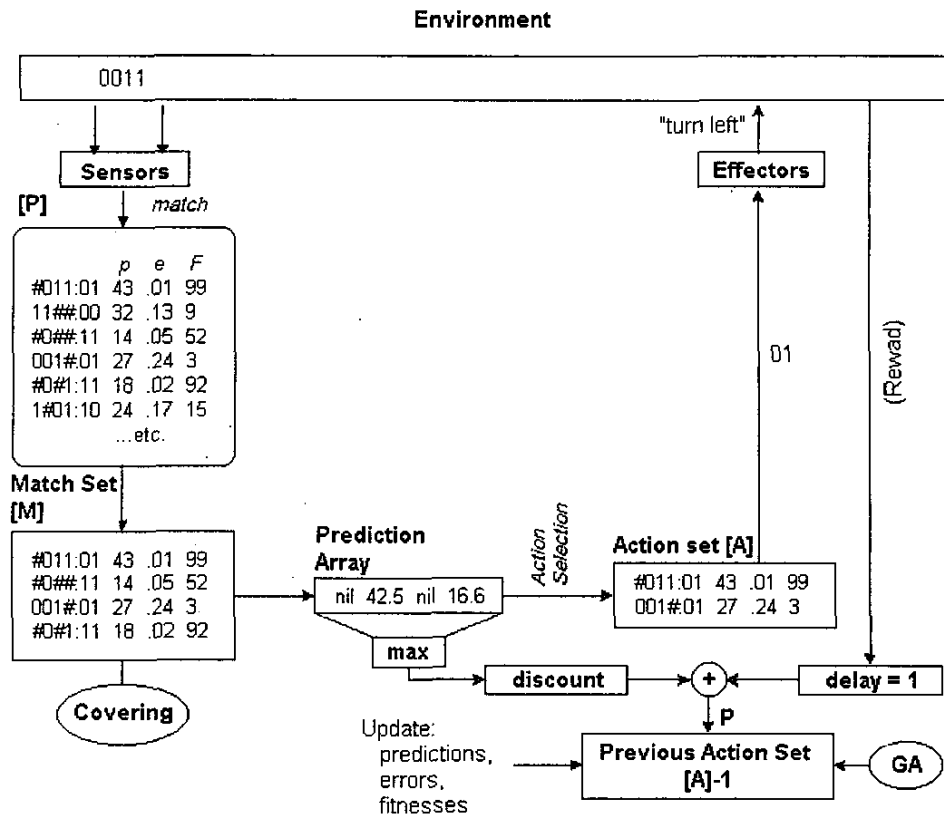 Environment
0011
"turn left"
Sensors
Effectors
[P]
match
p e F
#011:01 43 .01 99
11##:00 32 .13 9
#0##:11 14 .05 52
001#:01 27 .24 3
#0#1:11 18 .02 92
1#01:10 24 .17 15
...etc.
01
(Rewad)
Match Set
[M]
#011:01 43 .01 99
#0##:11 14 .05 52
001#:01 27 .24 3
#0#1:11 18 .02 92
Covering
Prediction
Array
nil 42.5 nil 16.6
max
Action
Selection
Action set [A]
#011:01 43 .01 99
001#:01 27 .24 3
discount
+
delay = 1
P
Update:
predictions,
errors,
fitnesses
Previous Action Set
[A]-1
GA